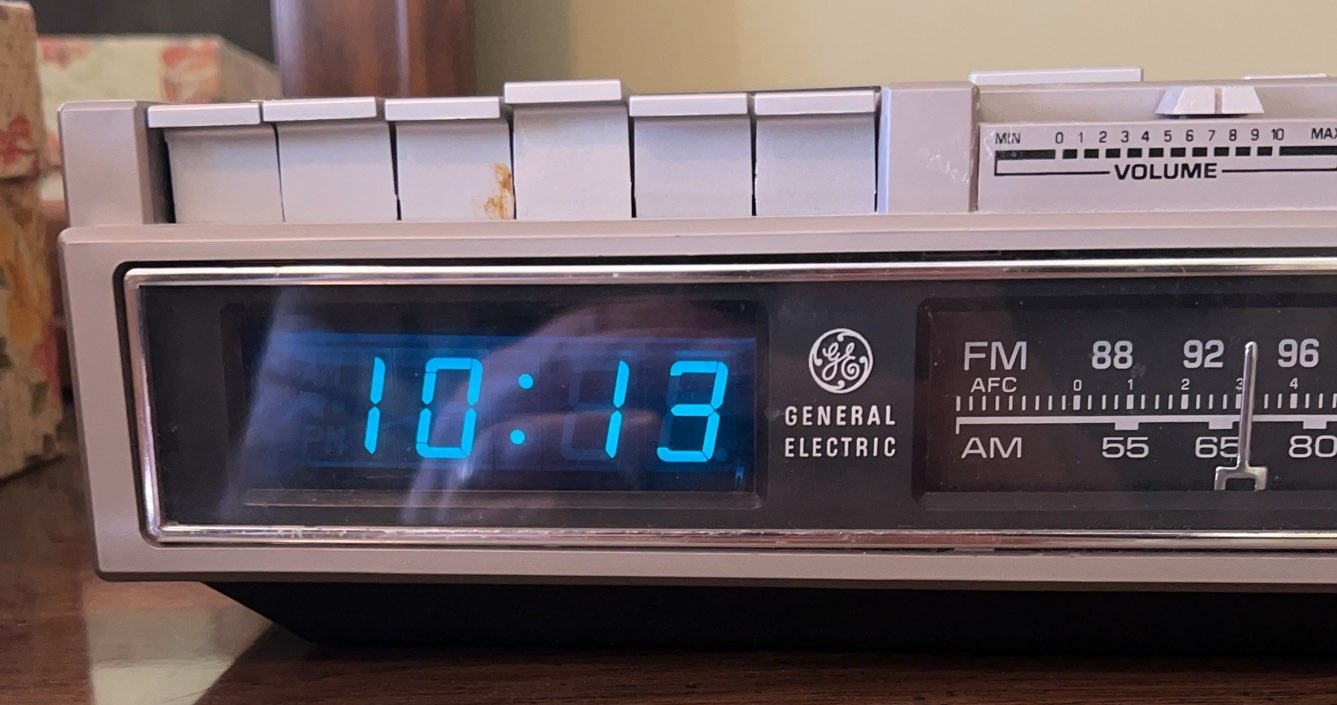 MIN 0 1 2 3 4 5 6 7 8 9 10
VOLUME
10:13
PM
GE
GENERAL
ELECTRIC
FM 88 92 96
AFC 0 1 2 3 4
AM 55 65 80